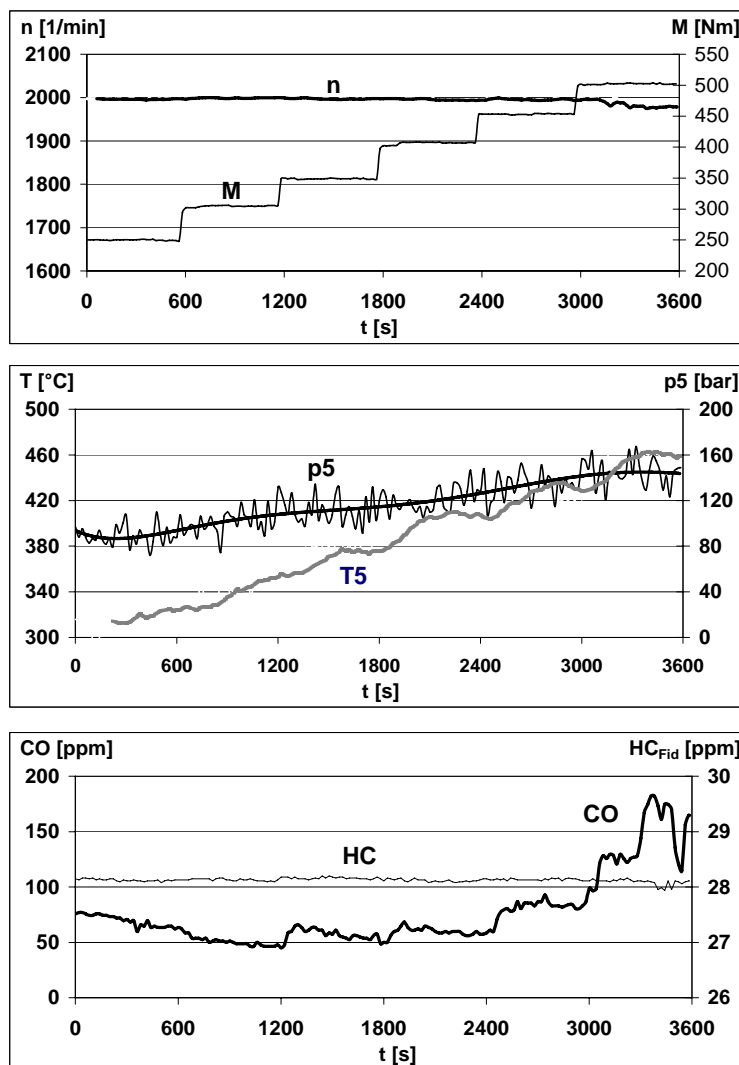 n [1/min] M [Nm]
2100 550
500
2000 n 450
1900 400
350
1800 M 300
1700 250
1600 200
0 600 1200 1800 2400 3000 3600
t [s]
T [°C] p5 [bar]
500 200
460 p5 160
420 120
380 80
T5
340 40
300 0
0 600 1200 1800 2400 3000 3600
t [s]
CO [ppm] HCFid [ppm]
200 30
CO
150 29
HC
100 28
50 27
0 26
0 600 1200 1800 2400 3000 3600
t [s]